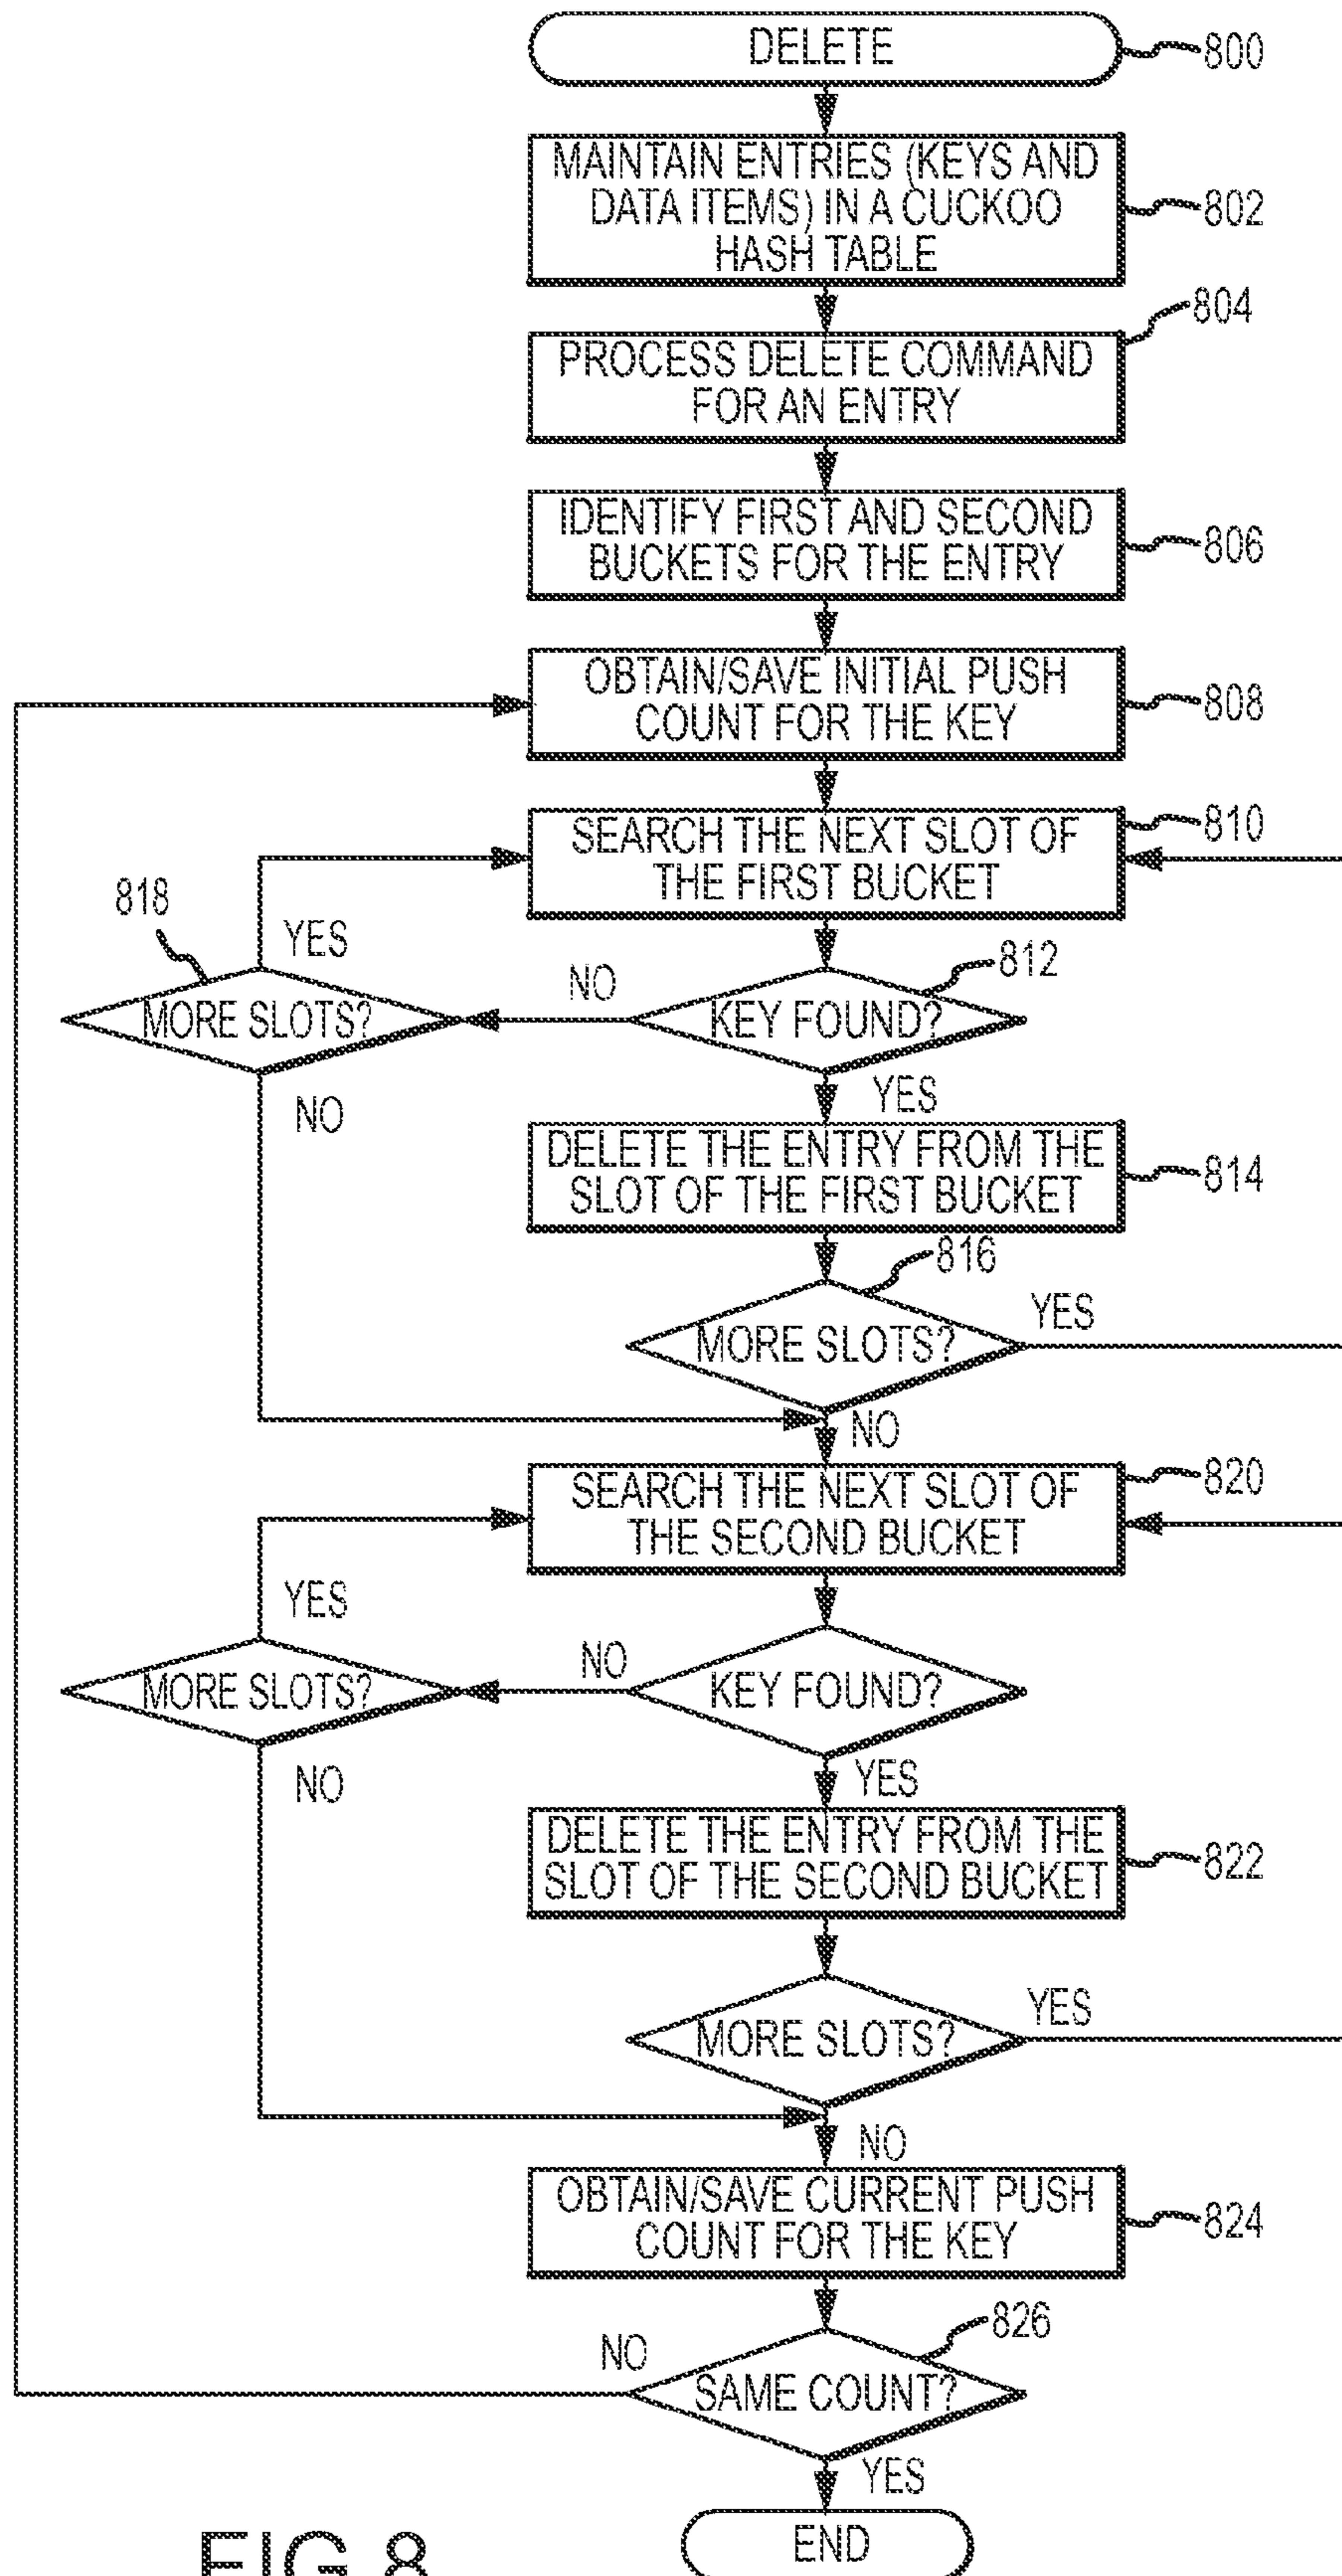 DELETE
800
MAINTAIN ENTRIES (KEYS AND
DATA ITEMS) IN A CUCKOO
HASH TABLE
802
804
PROCESS DELETE COMMAND
FOR AN ENTRY
IDENTIFY FIRST AND SECOND
BUCKETS FOR THE ENTRY
806
OBTAIN/SAVE INITIAL PUSH
COUNT FOR THE KEY
808
SEARCH THE NEXT SLOT OF
THE FIRST BUCKET
810
818
YES
NO
812
MORE SLOTS?
KEY FOUND?
NO
YES
DELETE THE ENTRY FROM THE
SLOT OF THE FIRST BUCKET
814
816
MORE SLOTS?
YES
NO
SEARCH THE NEXT SLOT OF
THE SECOND BUCKET
820
YES
NO
MORE SLOTS?
KEY FOUND?
NO
YES
DELETE THE ENTRY FROM THE
SLOT OF THE SECOND BUCKET
822
MORE SLOTS?
YES
NO
OBTAIN/SAVE CURRENT PUSH
COUNT FOR THE KEY
824
826
NO
SAME COUNT?
YES
END
FIG.8